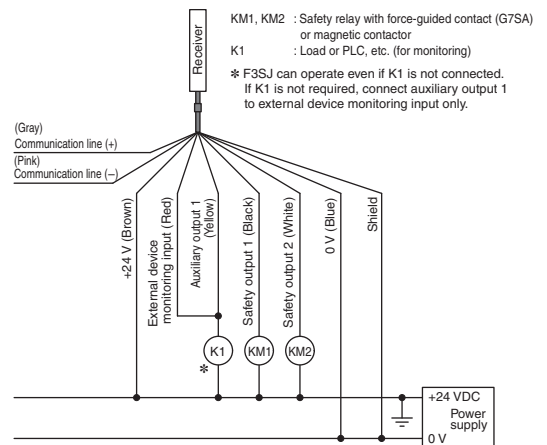 Receiver
KM1, KM2 : Safety relay with force-guided contact (G7SA)
or magnetic contactor
K1 : Load or PLC, etc. (for monitoring)
* F3SJ can operate even if K1 is not connected.
If K1 is not required, connect auxiliary output 1
to external device monitoring input only.
(Gray)
Communication line (+)
(Pink)
Communication line (−)
+24 V (Brown)
External device
monitoring input (Red)
Auxiliary output 1
(Yellow)
Safety output 1 (Black)
Safety output 2 (White)
0 V (Blue)
Shield
K1
KM1
KM2
*
+24 VDC
Power
supply
0 V